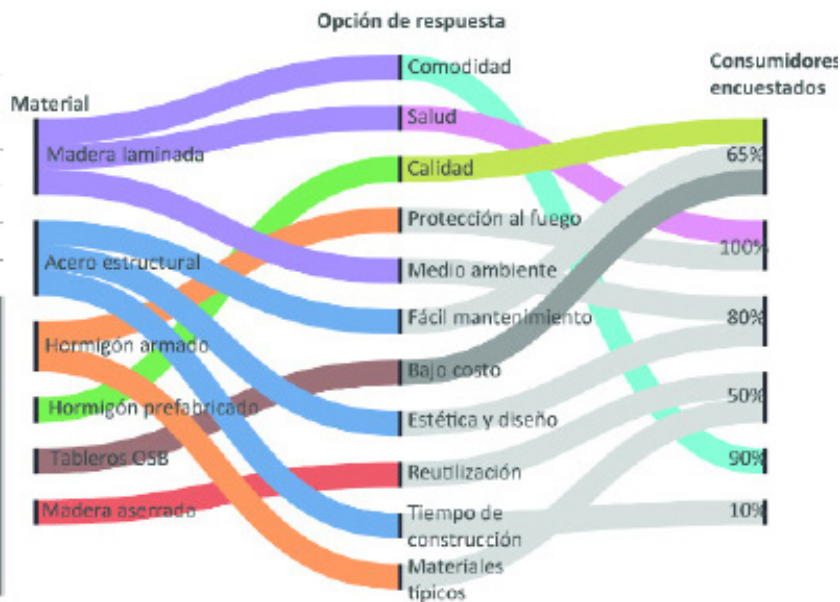 Opción de respuesta
Consumidores
encuestados
Material
Comodidad
Salud
Calidad
Protección al fuego
Medio ambiente
Fácil mantenimiento
Bajo costo
Estética y diseño
Reutilización
Tiempo de
construcción
Materiales
típicos
Madera laminada
Acero estructural
Hormigón armado
Hormigón prefabricado
Tableros OSB
Madera aserrado
65%
100%
80%
50%
90%
10%